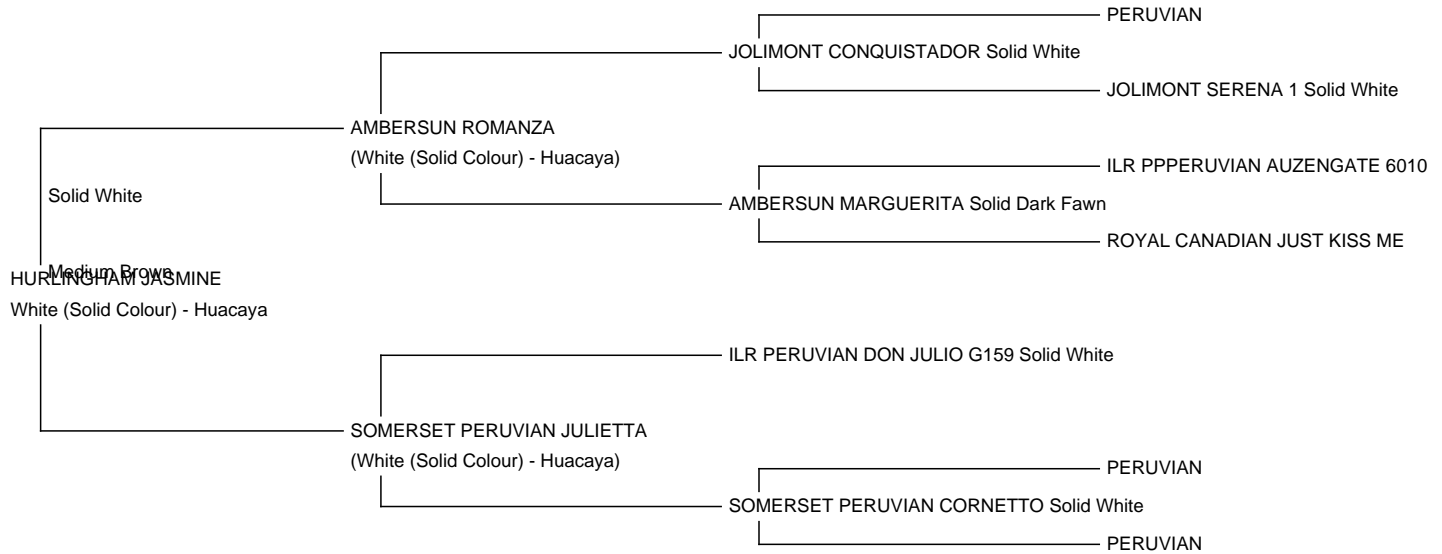 PERUVIAN
JOLIMONT CONQUISTADOR Solid White
JOLIMONT SERENA 1 Solid White
AMBERSUN ROMANZA
(White (Solid Colour) - Huacaya)
ILR PPPERUVIAN AUZENGATE 6010
Solid White
AMBERSUN MARGUERITA Solid Dark Fawn
ROYAL CANADIAN JUST KISS ME
Medium Brown
HURLINGHAM JASMINE
White (Solid Colour) - Huacaya
ILR PERUVIAN DON JULIO G159 Solid White
SOMERSET PERUVIAN JULIETTA
(White (Solid Colour) - Huacaya)
PERUVIAN
SOMERSET PERUVIAN CORNETTO Solid White
PERUVIAN